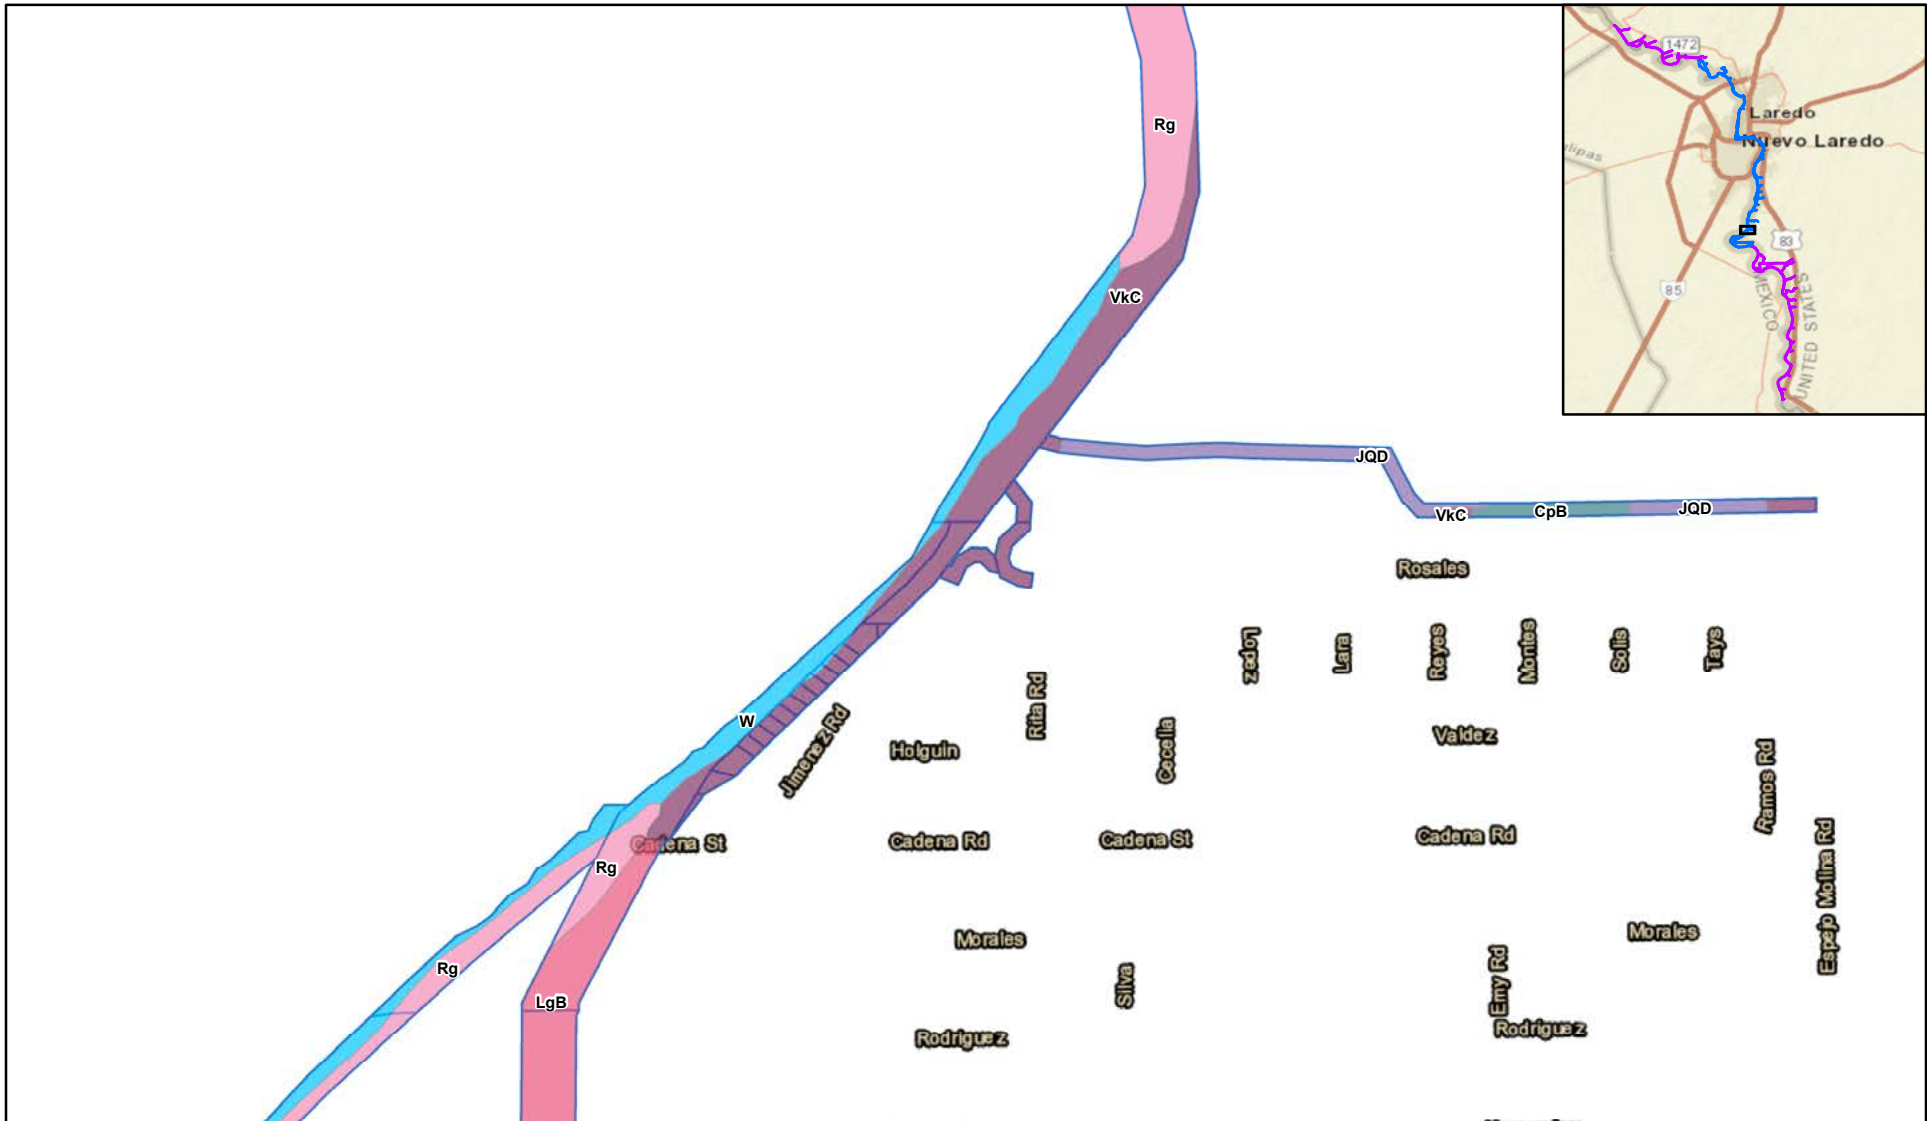 1472
Laredo
Nuevo Laredo
lipas
83
85
MEXICO
UNITED STATES
Rg
VkC
JQD
VkC
CpB
JQD
Rosales
Lopez
Lara
Reyes
Montes
Solis
Tays
Rita Rd
W
Jimenez Rd
Holguin
Cecelia
Valdez
Ramos Rd
Cadena St
Cadena Rd
Cadena St
Cadena Rd
Espejo Molina Rd
Rg
Morales
Morales
Rg
Silva
Emy Rd
LgB
Rodriguez
Rodriguez